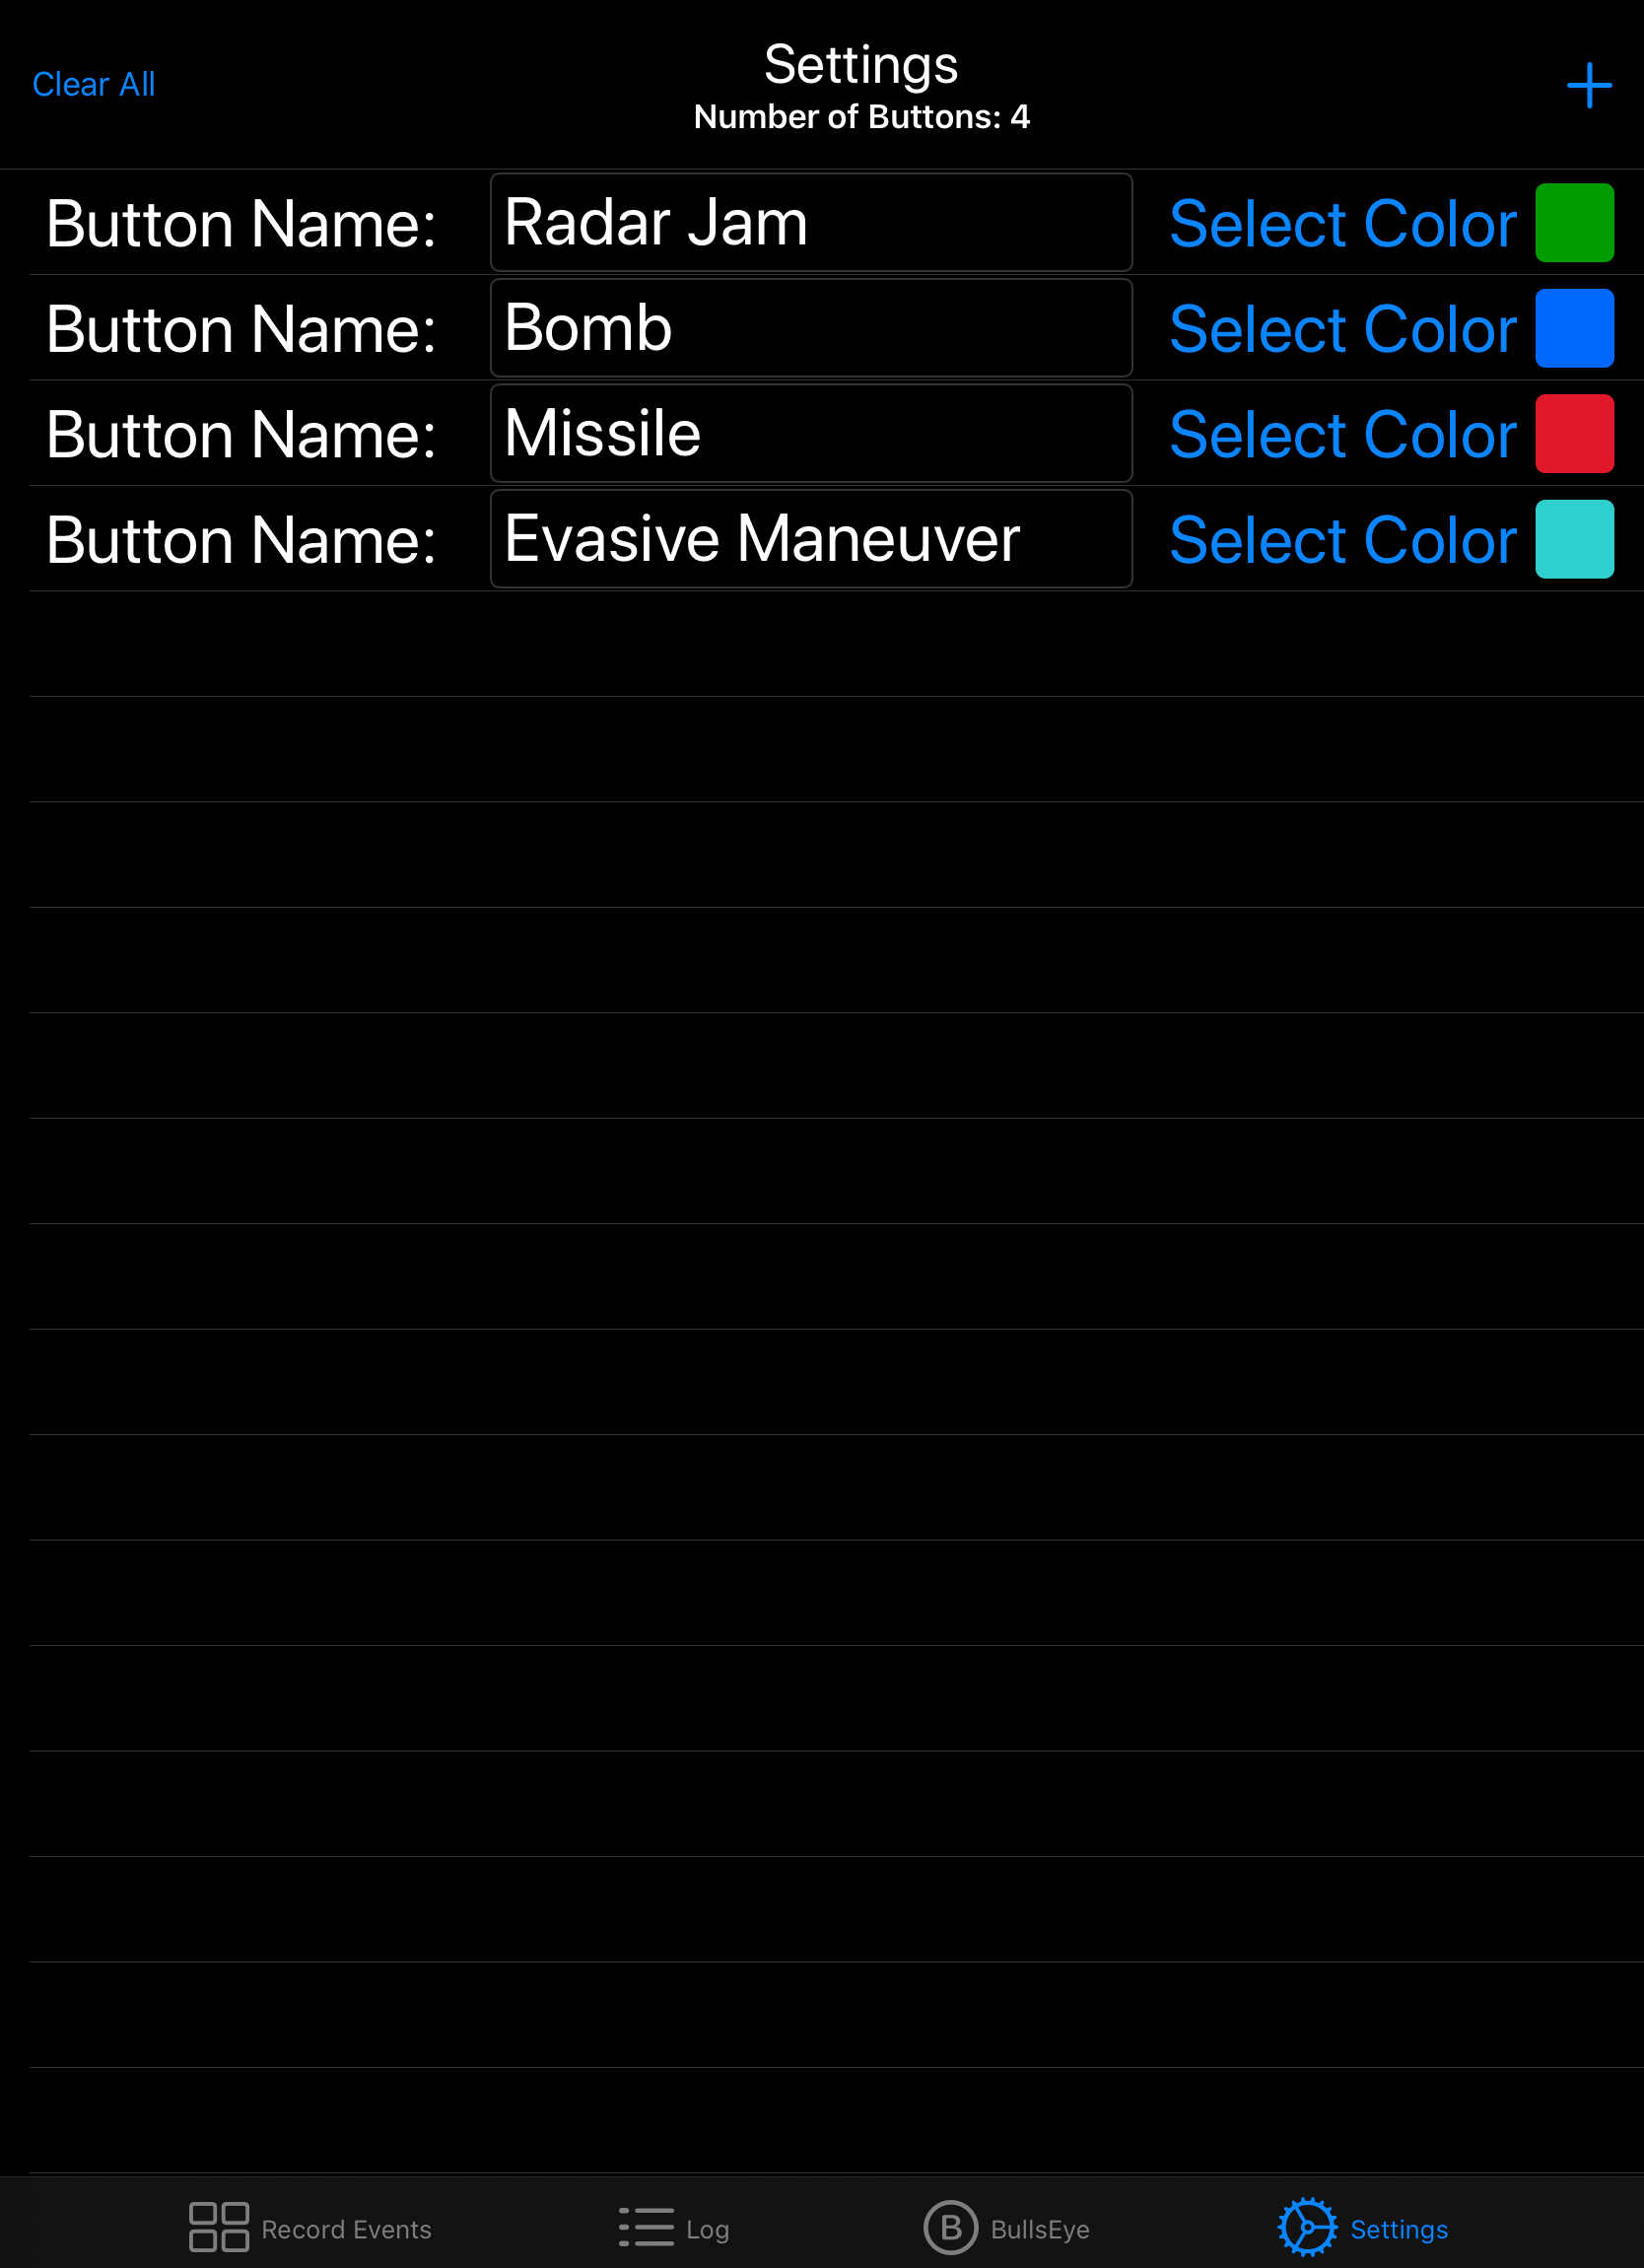 Clear All
Settings
Number of Buttons: 4
Button Name: Radar Jam Select Color
Button Name: Bomb Select Color
Button Name: Missile Select Color
Button Name: Evasive Maneuver Select Color
Record Events Log B BullsEye Settings